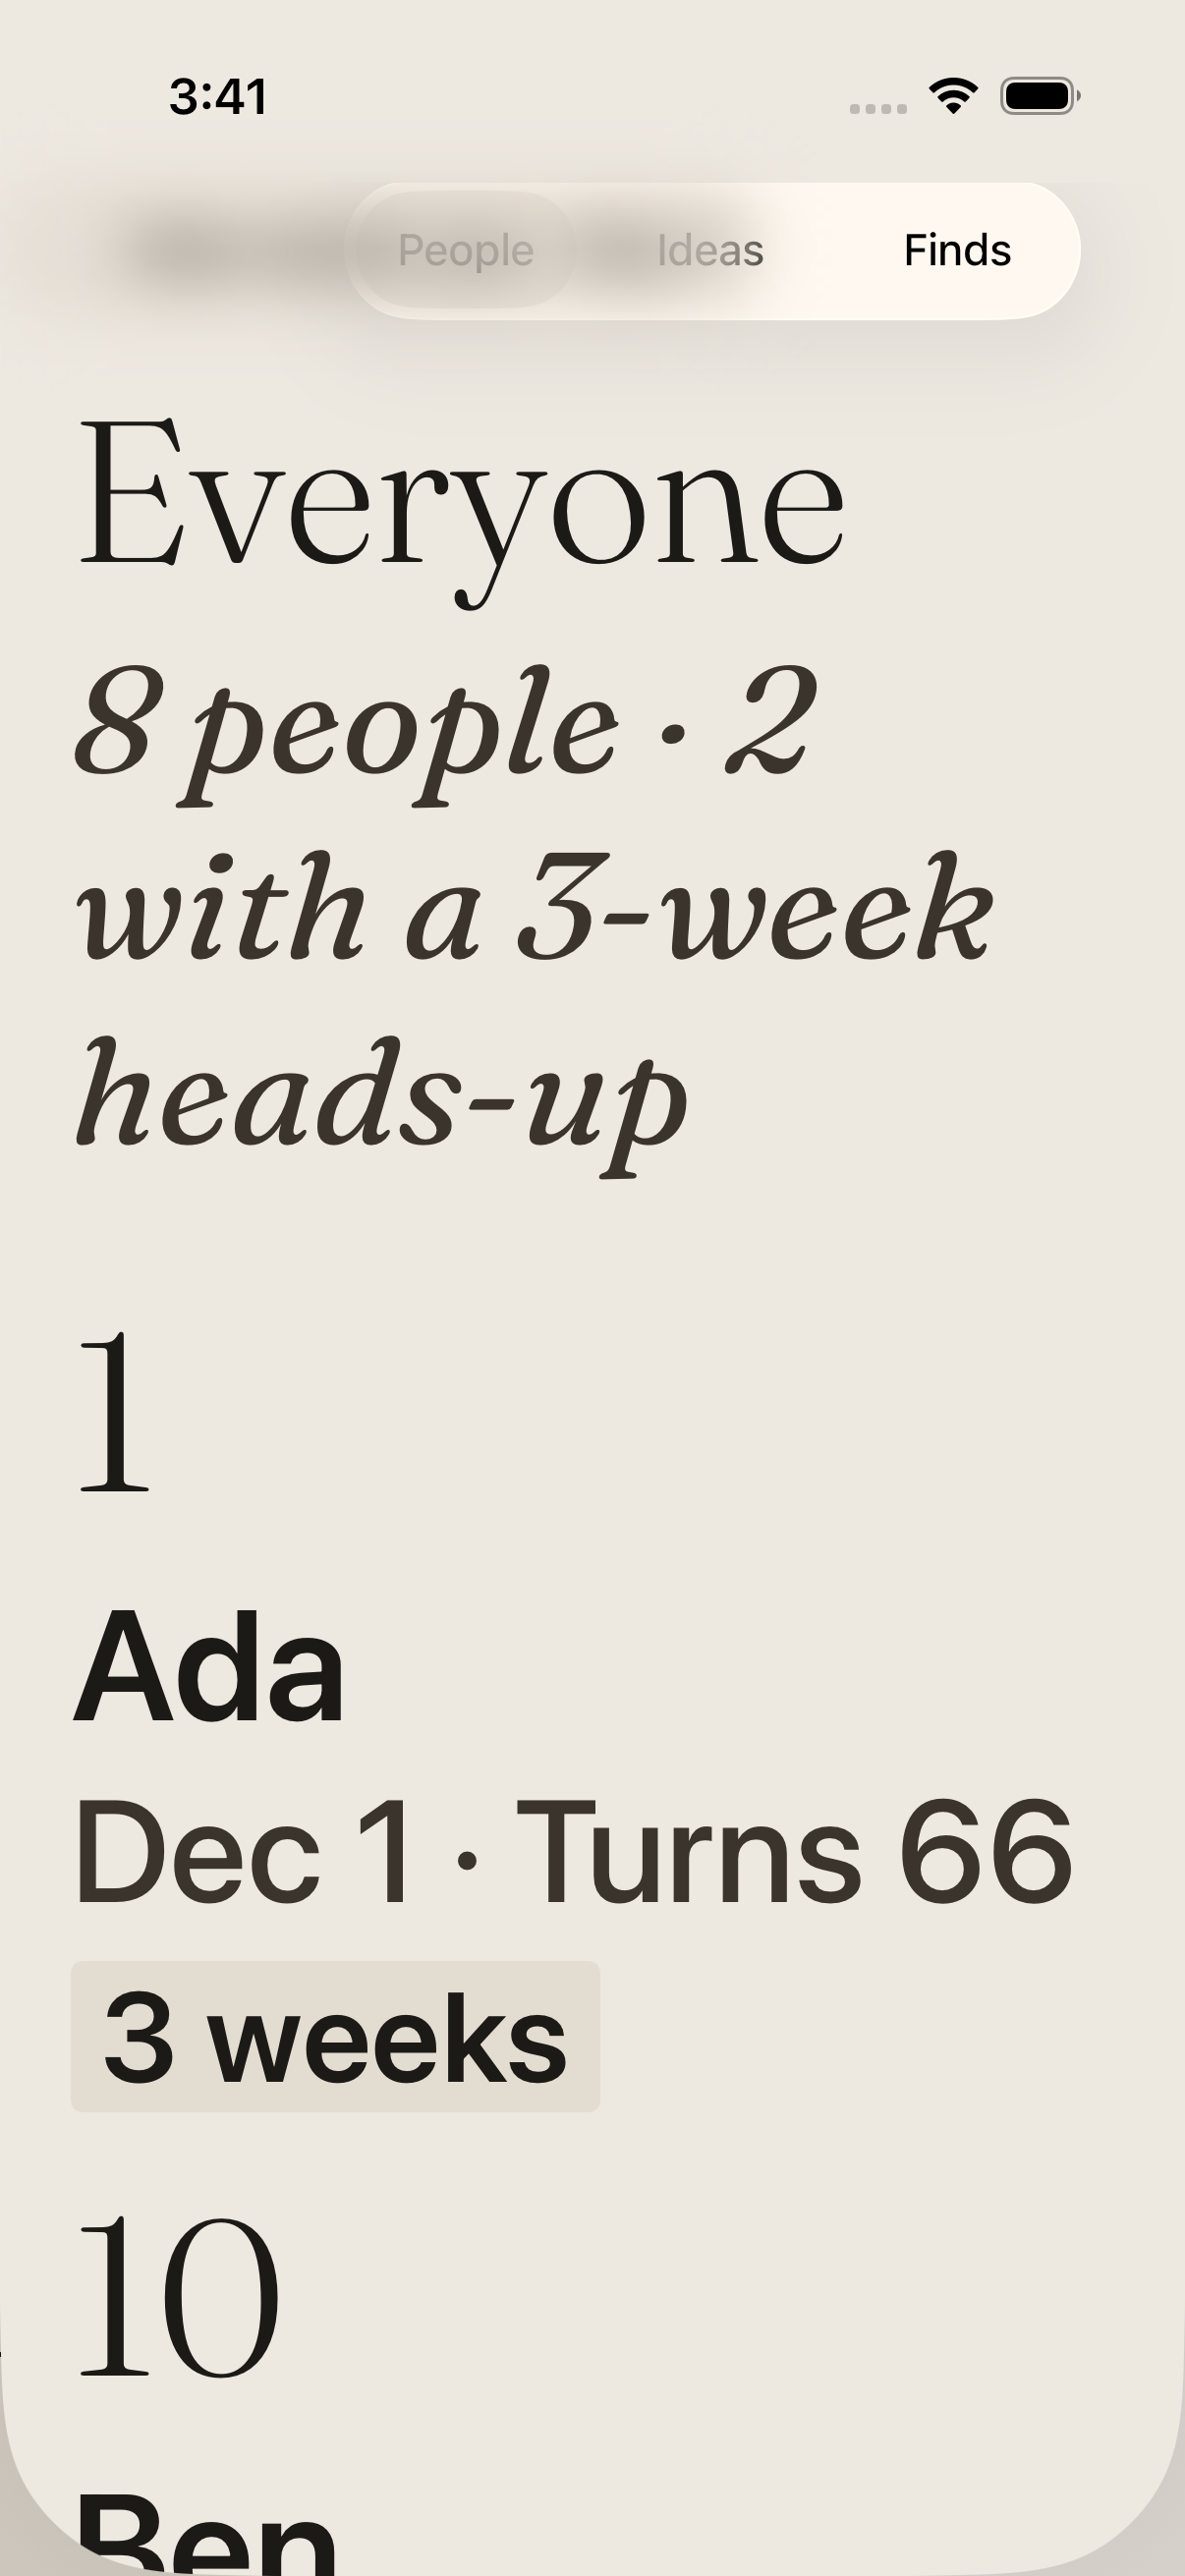 3:41
People Ideas Finds
Everyone
8 people · 2
with a 3-week
heads-up
1
Ada
Dec 1 · Turns 66
3 weeks
10
Ben